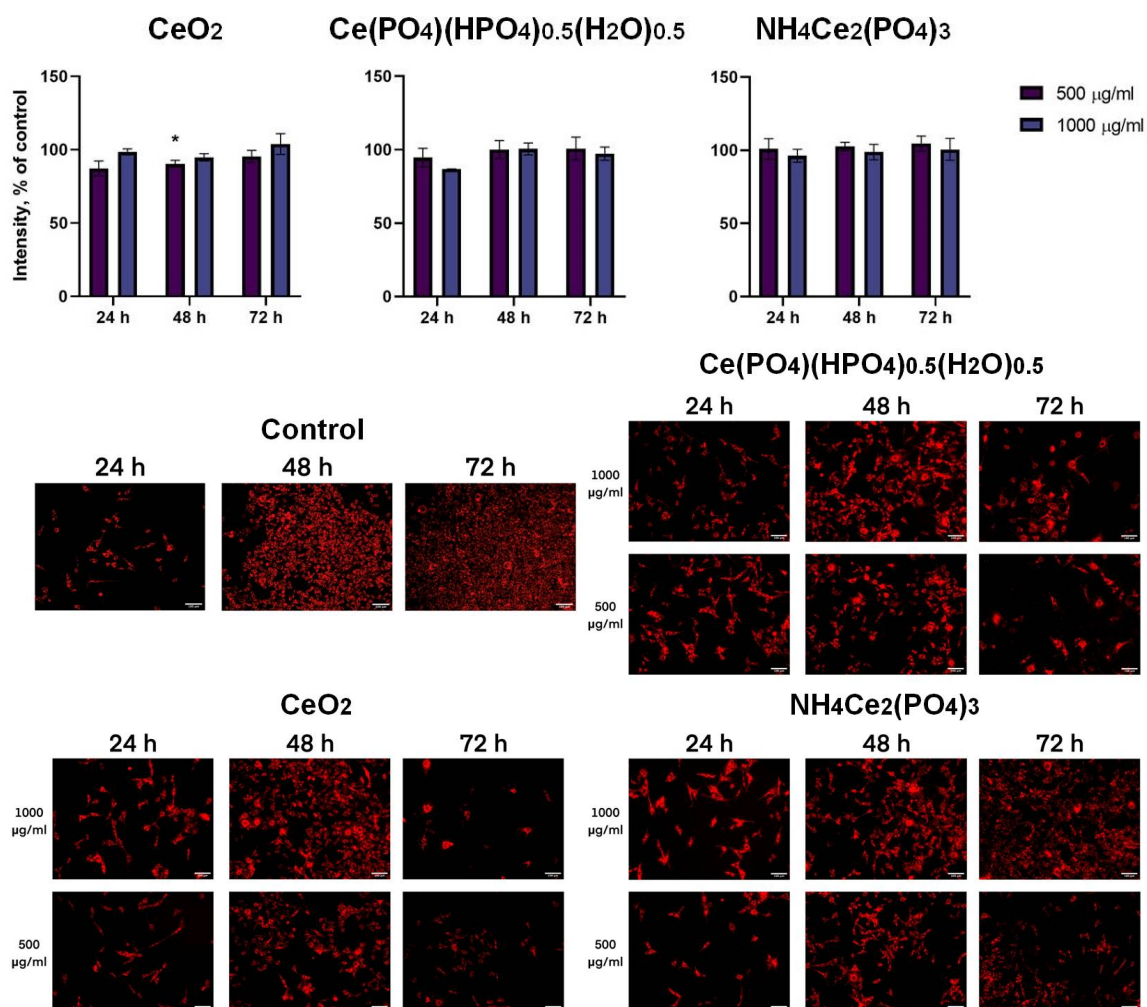 CeO2
Ce(PO4)(HPO4)0.5(H2O)0.5
NH4Ce2(PO4)3
Intensity, % of control
150
100
50
0
*
24 h 48 h 72 h
150
100
50
0
24 h 48 h 72 h
150
100
50
0
24 h 48 h 72 h
500 μg/ml
1000 μg/ml
Control
24 h 48 h 72 h
Ce(PO4)(HPO4)0.5(H2O)0.5
24 h 48 h 72 h
1000
μg/ml
500
μg/ml
CeO2
24 h 48 h 72 h
1000
μg/ml
500
μg/ml
NH4Ce2(PO4)3
24 h 48 h 72 h
1000
μg/ml
500
μg/ml